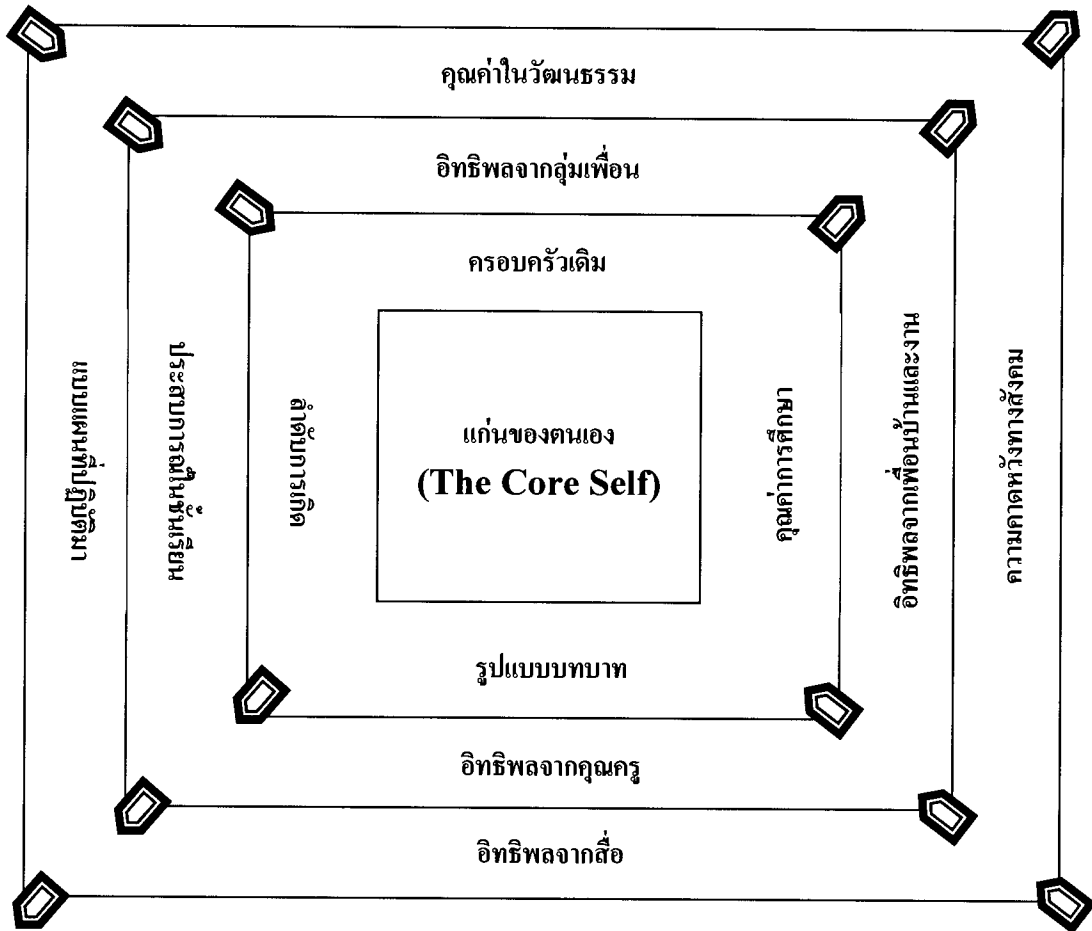 คุณค่าในวัฒนธรรม
อิทธิพลจากลุ่มเพื่อน
ครอบครัวเดิม
แบบแผนที่ปฏิบัติมา
ประสบการณ์ในชั้นเรียน
ลำดับการเกิด
แก่นของตนเอง
(The Core Self)
คุณค่าการศึกษา
อิทธิพลจากเพื่อนบ้านและงาน
ความคาดหวังทางสังคม
รูปแบบบทบาท
อิทธิพลจากคุณครู
อิทธิพลจากสื่อ